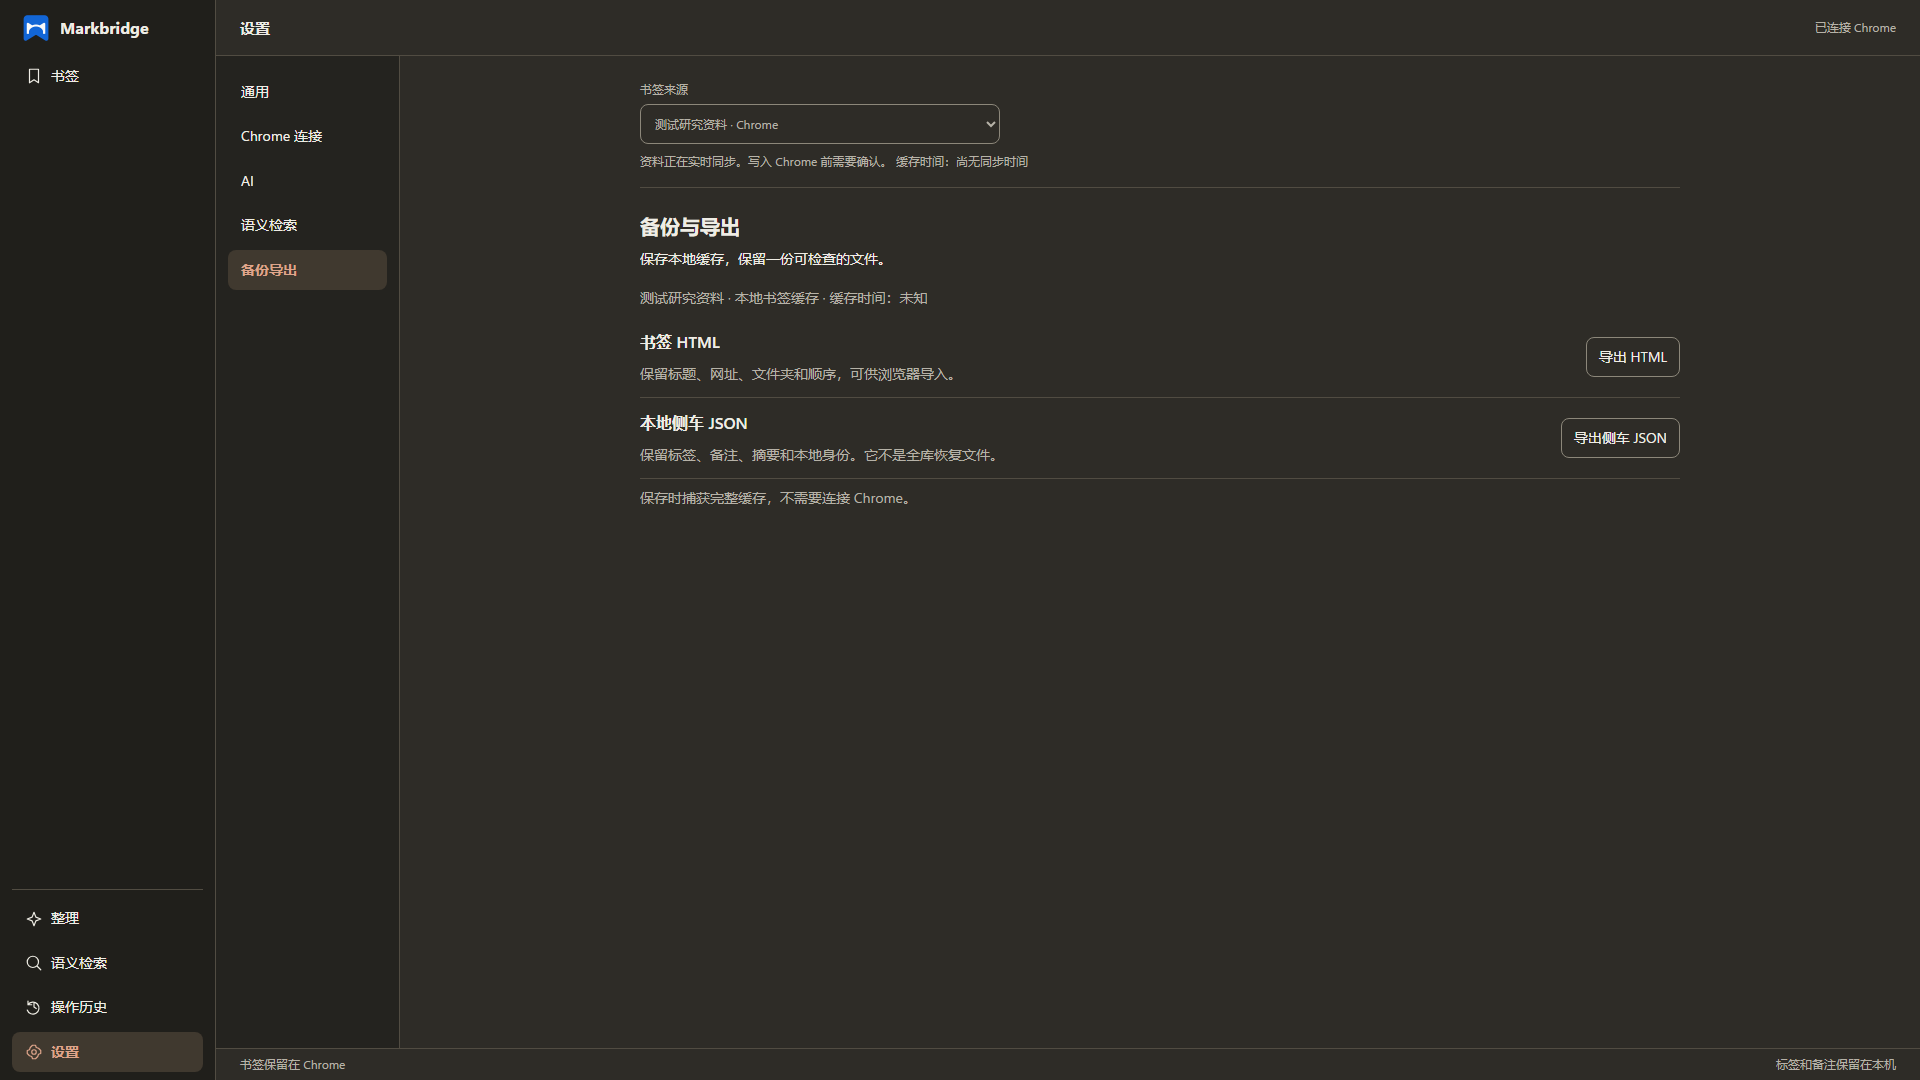 Markbridge
书签
整理
语义检索
操作历史
设置
设置
已连接 Chrome
通用
Chrome 连接
AI
语义检索
备份导出
书签来源
测试研究资料 · Chrome
资料正在实时同步。写入 Chrome 前需要确认。 缓存时间：尚无同步时间
备份与导出
保存本地缓存，保留一份可检查的文件。
测试研究资料 · 本地书签缓存 · 缓存时间：未知
书签 HTML
保留标题、网址、文件夹和顺序，可供浏览器导入。
导出 HTML
本地侧车 JSON
保留标签、备注、摘要和本地身份。它不是全库恢复文件。
导出侧车 JSON
保存时捕获完整缓存，不需要连接 Chrome。
书签保留在 Chrome
标签和备注保留在本机